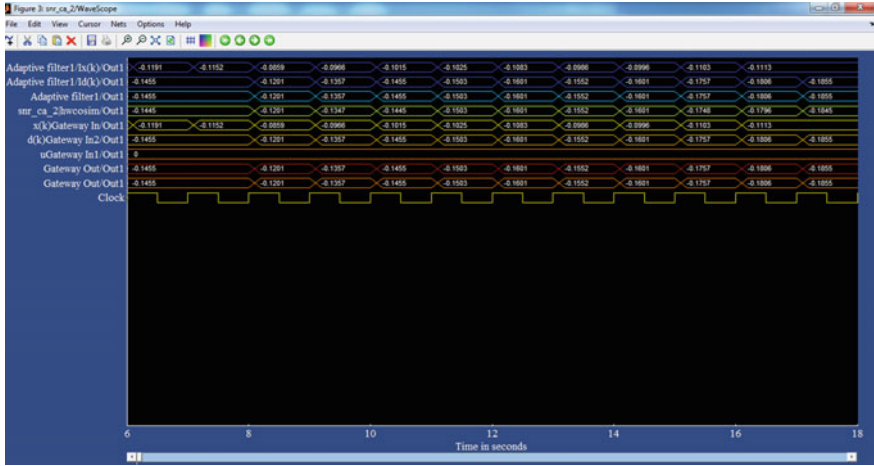 Figure 3: snr_ca_2/WaveScope
File Edit View Cursor Nets Options Help
Adaptive filter1/Ix(k)/Out1 -0.1191 -0.1152 -0.0859 -0.0966 -0.1015 -0.1025 -0.1083 -0.0986 -0.0996 -0.1103 -0.1113
Adaptive filter1/Id(k)/Out1 -0.1455 -0.1201 -0.1357 -0.1455 -0.1503 -0.1601 -0.1552 -0.1601 -0.1757 -0.1806 -0.1855
Adaptive filter1/Out1 -0.1455 -0.1201 -0.1357 -0.1455 -0.1503 -0.1601 -0.1552 -0.1601 -0.1757 -0.1806 -0.1855
snr_ca_2|hwcosim/Out1 -0.1445 -0.1201 -0.1347 -0.1445 -0.1503 -0.1601 -0.1552 -0.1601 -0.1748 -0.1796 -0.1845
x(k)Gateway In/Out1 -0.1191 -0.1152 -0.0859 -0.0966 -0.1015 -0.1025 -0.1083 -0.0986 -0.0996 -0.1103 -0.1113
d(k)Gateway In2/Out1 -0.1455 -0.1201 -0.1357 -0.1455 -0.1503 -0.1601 -0.1552 -0.1601 -0.1757 -0.1806 -0.1855
uGateway In1/Out1 0
Gateway Out/Out1 -0.1455 -0.1201 -0.1357 -0.1455 -0.1503 -0.1601 -0.1552 -0.1601 -0.1757 -0.1806 -0.1855
Gateway Out/Out1 -0.1455 -0.1201 -0.1357 -0.1455 -0.1503 -0.1601 -0.1552 -0.1601 -0.1757 -0.1806 -0.1855
Clock
6 8 10 12 14 16 18
Time in seconds